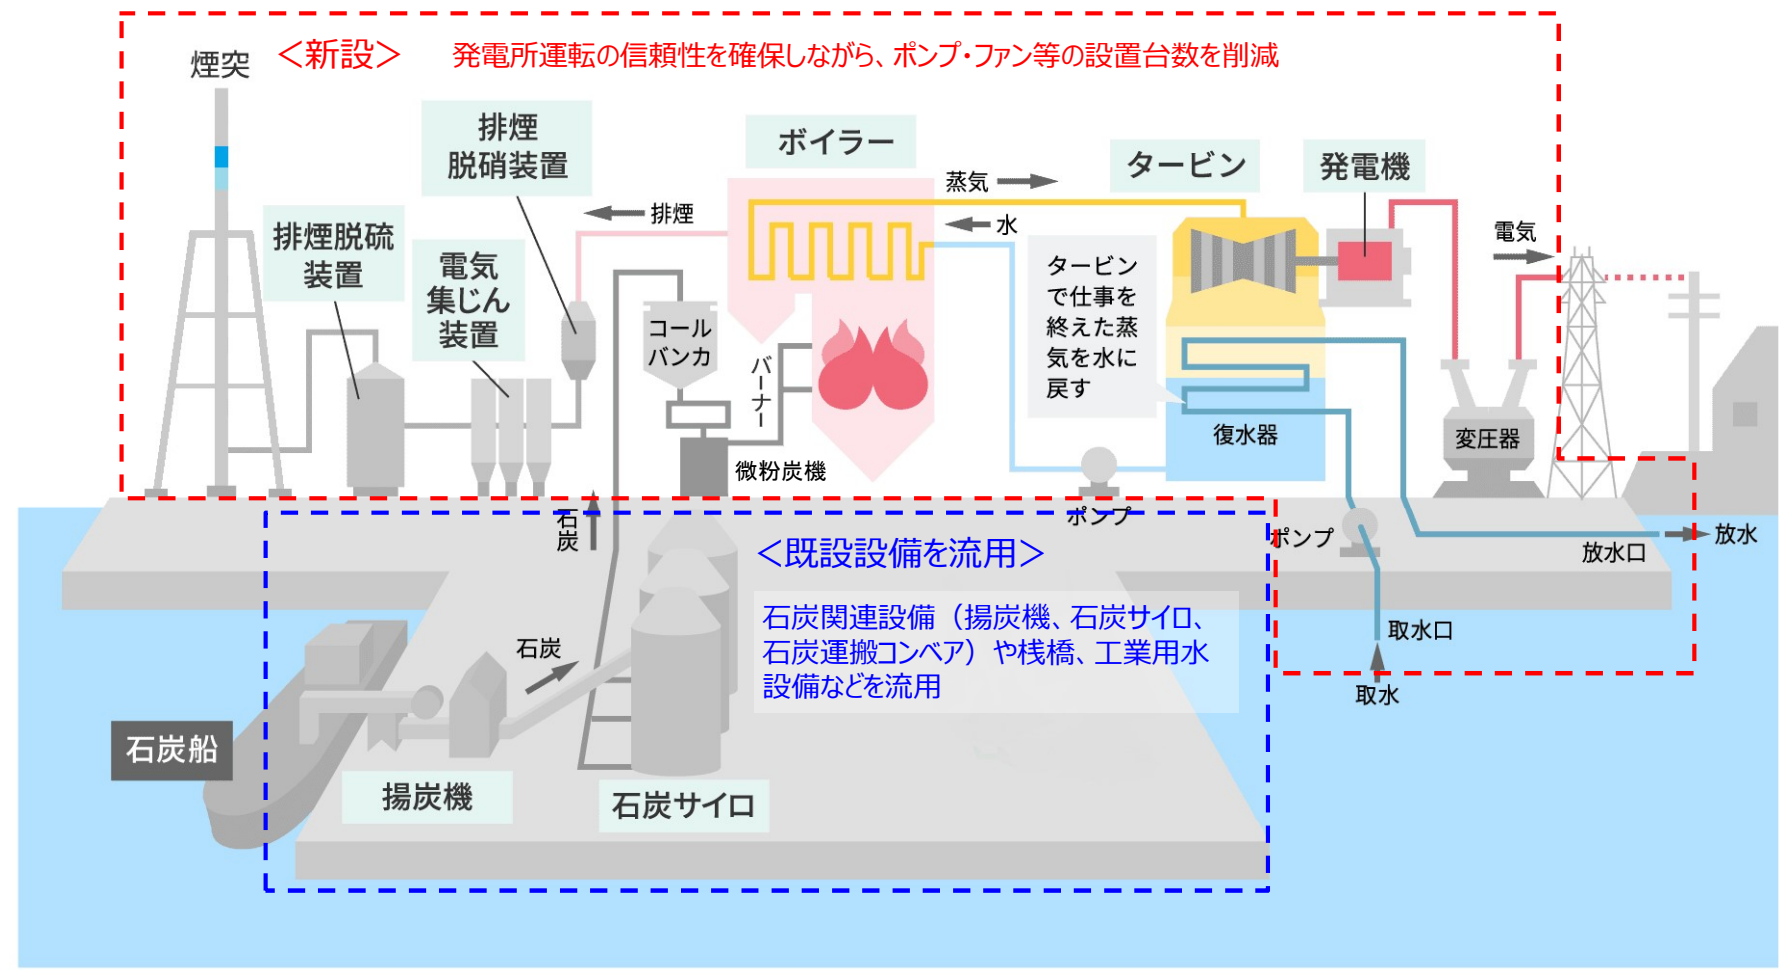 ＜新設＞
発電所運転の信頼性を確保しながら、ポンプ・ファン等の設置台数を削減
煙突
排煙
脱硝装置
ボイラー
タービン
発電機
蒸気
排煙
水
電気
排煙脱硫
装置
電気
集じん
装置
タービン
で仕事を
終えた蒸
気を水に
戻す
コール
バンカ
バーナー
復水器
変圧器
微粉炭機
石炭
ポンプ
ポンプ
放水口
放水
＜既設設備を流用＞
石炭関連設備（揚炭機、石炭サイロ、
石炭運搬コンベア）や桟橋、工業用水
設備などを流用
取水口
取水
石炭
石炭船
揚炭機
石炭サイロ